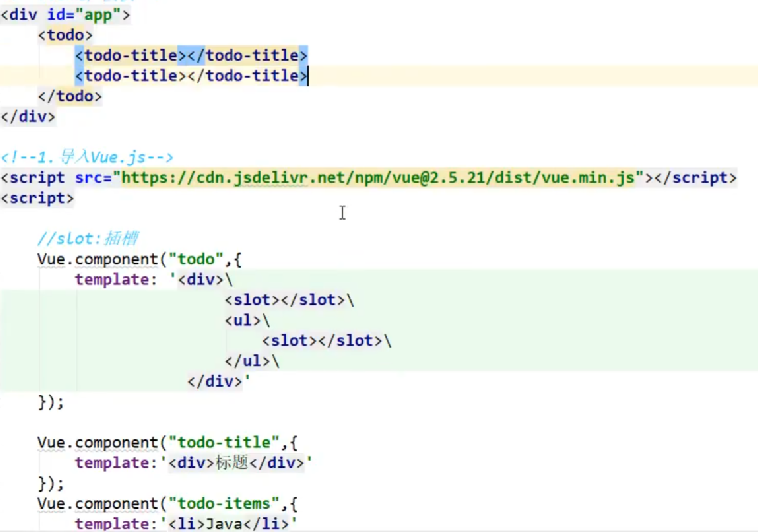 <div id="app">
    <todo>
        <todo-title></todo-title>
        <todo-title></todo-title>
    </todo>
</div>
<!--1.导入Vue.js-->
<script src="https://cdn.jsdelivr.net/npm/vue@2.5.21/dist/vue.min.js"></script>
<script>
    //slot:插槽
    Vue.component("todo",{
        template: '<div>\
                        <slot></slot>\
                        <ul>\
                            <slot></slot>\
                        </ul>\
                    </div>'
    });
    Vue.component("todo-title",{
        template:'<div>标题</div>'
    });
    Vue.component("todo-items",{
        template:'<li>Java</li>'